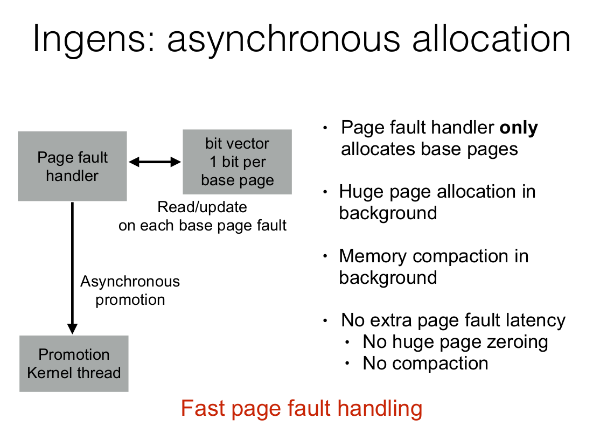 Ingens: asynchronous allocation
Page fault
handler
bit vector
1 bit per
base page
Read/update
on each base page fault
Asynchronous
promotion
Promotion
Kernel thread
• Page fault handler only
allocates base pages
• Huge page allocation in
background
• Memory compaction in
background
• No extra page fault latency
• No huge page zeroing
• No compaction
Fast page fault handling